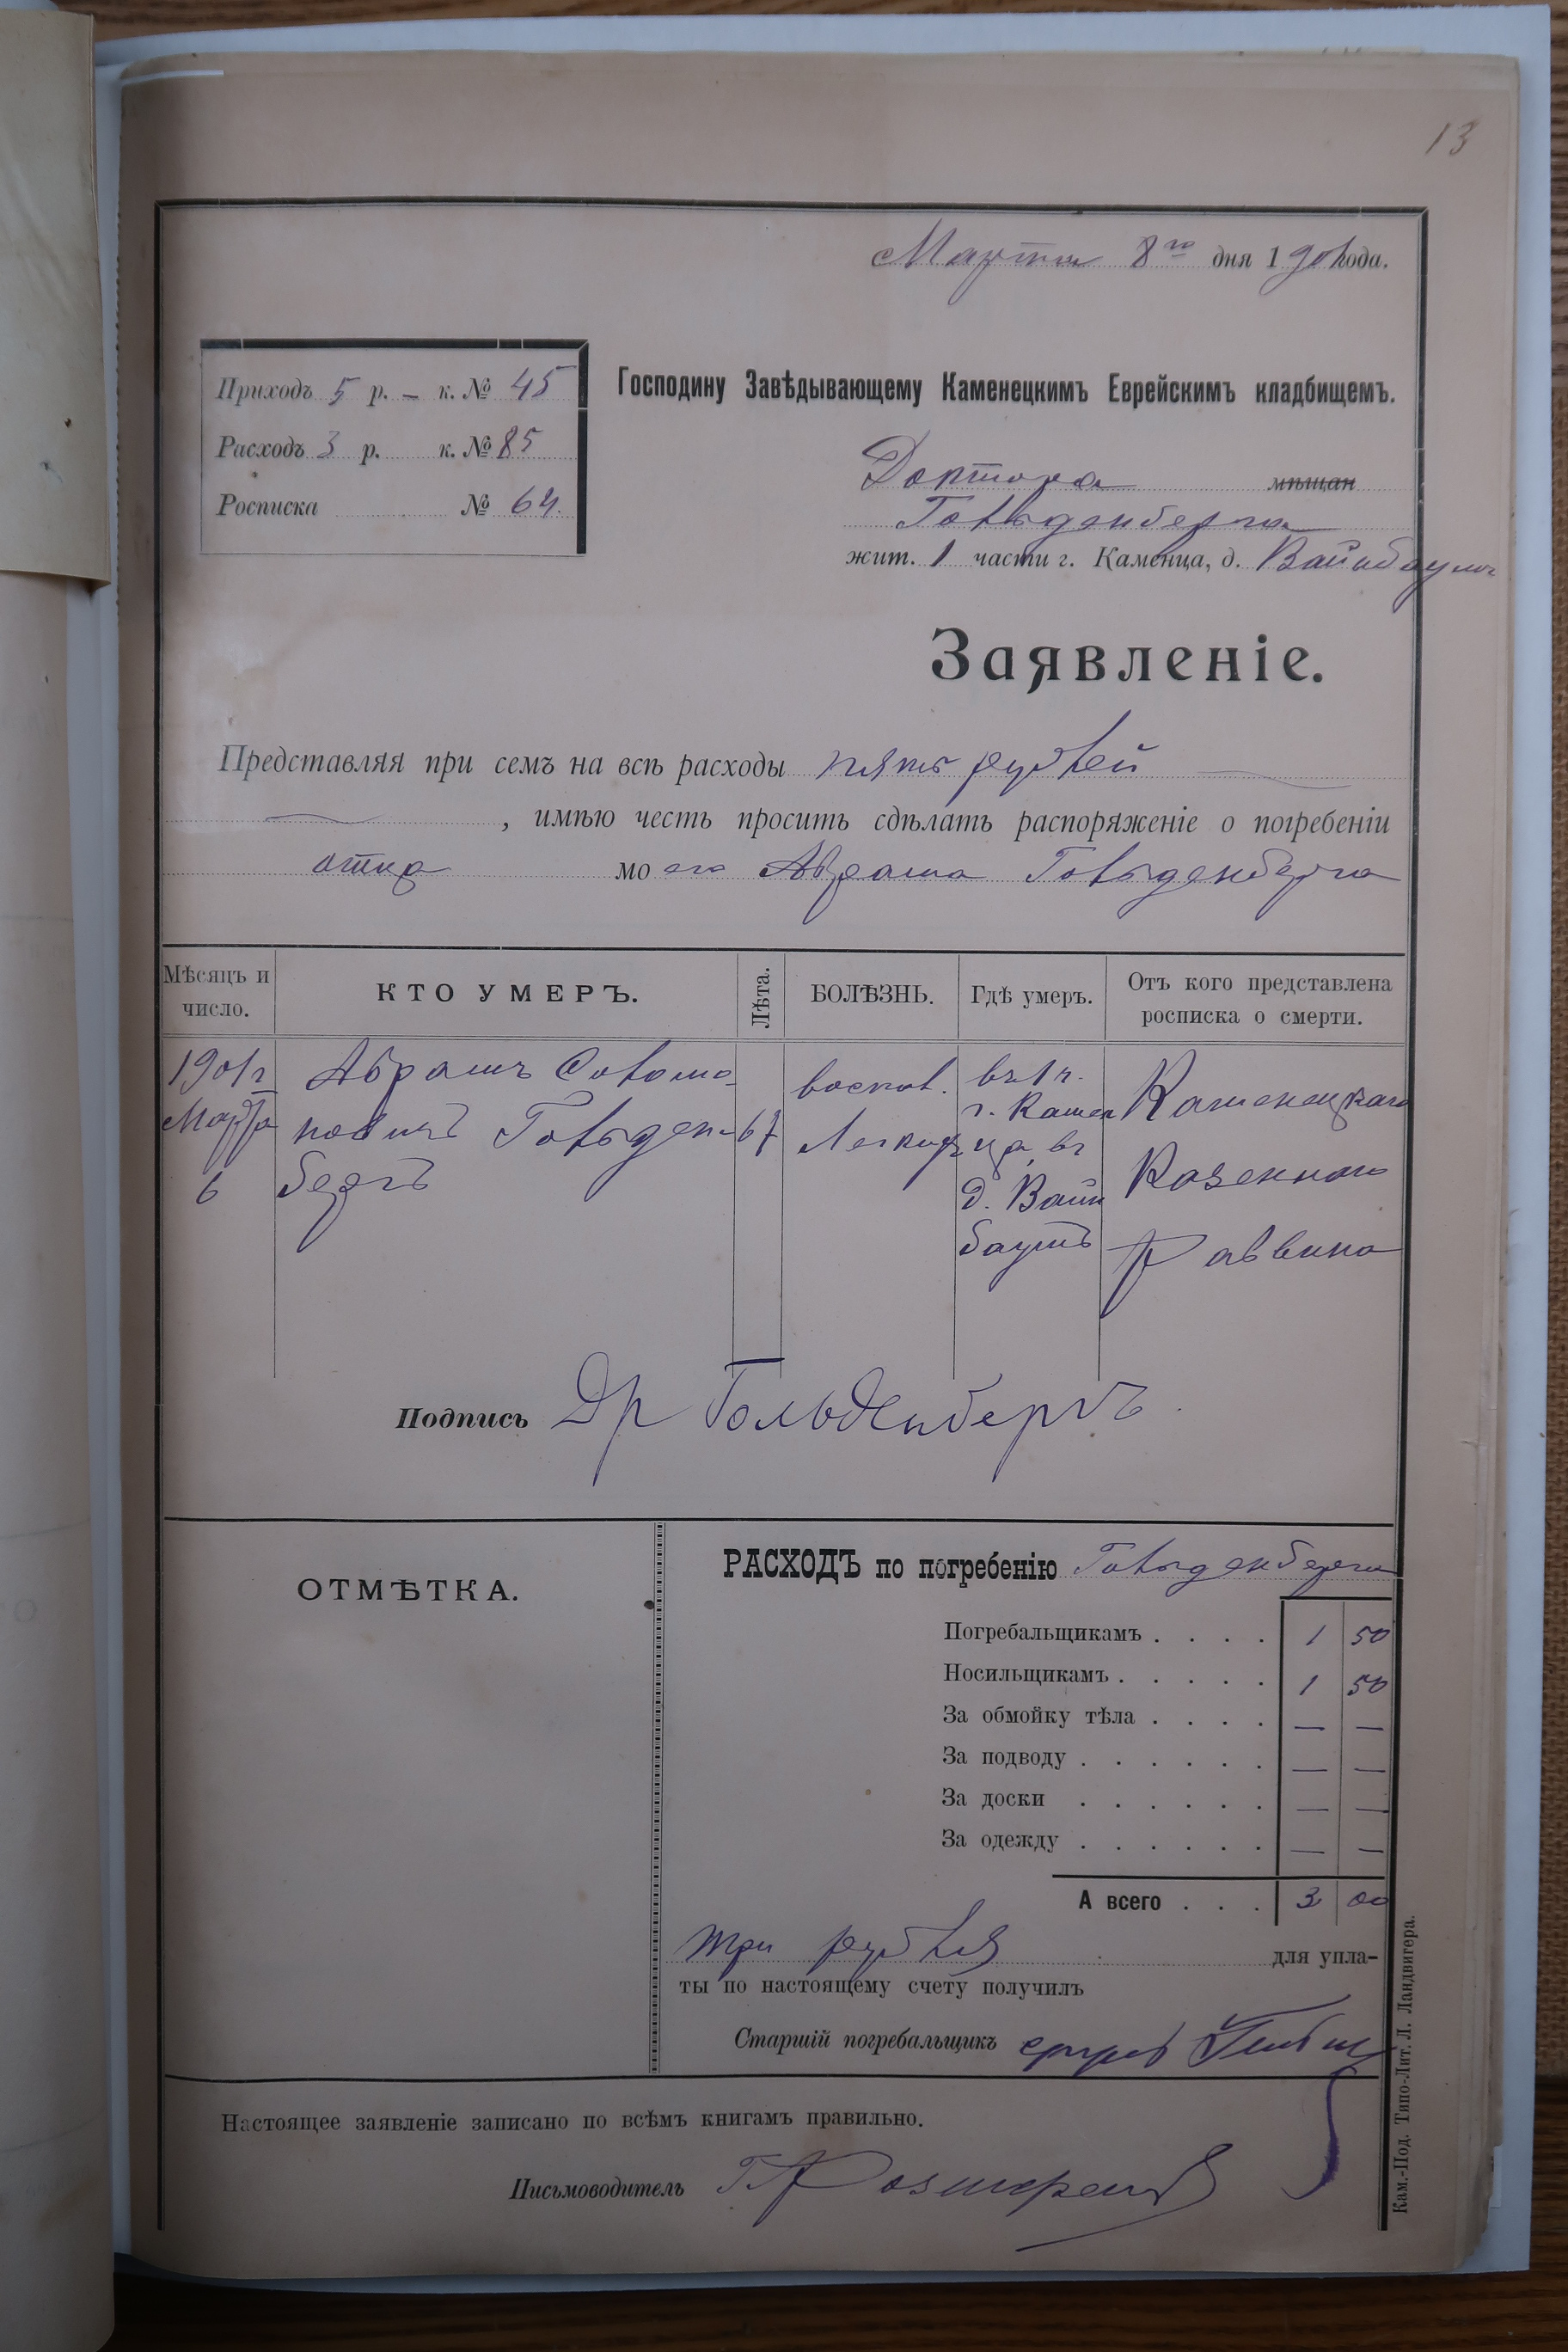 13
Марта 8го дня 1901 года.
Приходъ 5 р. – к. № 45
Расходъ 3 р. к. № 85
Росписка № 64
Господину Завѣдывающему Каменецкимъ Еврейскимъ кладбищемъ.
Доктора мѣщан
Гольденберга
жит. 1 части г. Каменца, д. Вайнбаума
Заявленіе.
Представляя при семъ на всѣ расходы пять рублей
, имѣю честь просить сдѣлать распоряженіе о погребеніи
отца моего Абрама Гольденберга
Мѣсяцъ и число.
КТО УМЕРЪ.
Лѣта.
БОЛѢЗНЬ.
Гдѣ умеръ.
Отъ кого представлена росписка о смерти.
1901 г Марта 6
Абрамъ Соломоновичъ Гольденбергъ
67
воспал. Легкихъ
въ 1 ч. г. Каменца, въ д. Вайнбаумъ
Каменецкаго Казеннаго Раввина
Подпись Др Гольденбергъ
ОТМѢТКА.
РАСХОДЪ по погребенію Гольденберга
Погребальщикамъ . . . . 1 50
Носильщикамъ . . . . . 1 50
За обмойку тѣла . . . . — —
За подводу . . . . . . — —
За доски . . . . . . — —
За одежду . . . . . . — —
А всего . . . 3 00
три рубля для упла-
ты по настоящему счету получилъ
Старшій погребальщикъ
Настоящее заявленіе записано по всѣмъ книгамъ правильно.
Письмоводитель
Кам.-Под. Типо-Лит. Л. Ландвигера.